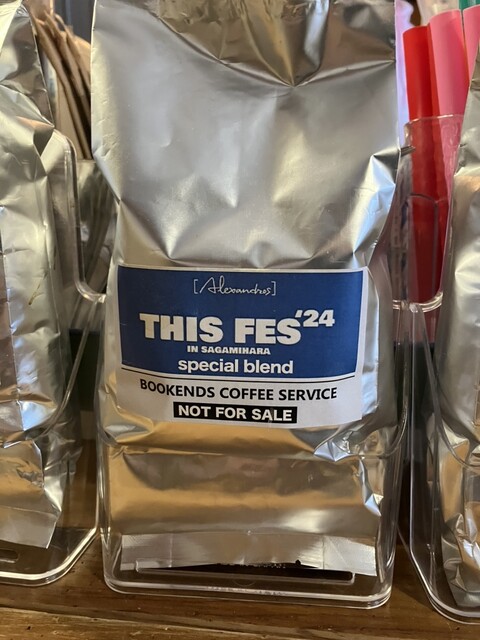 [Alexandros]
THIS FES'24
IN SAGAMIHARA
special blend
BOOKENDS COFFEE SERVICE
NOT FOR SALE